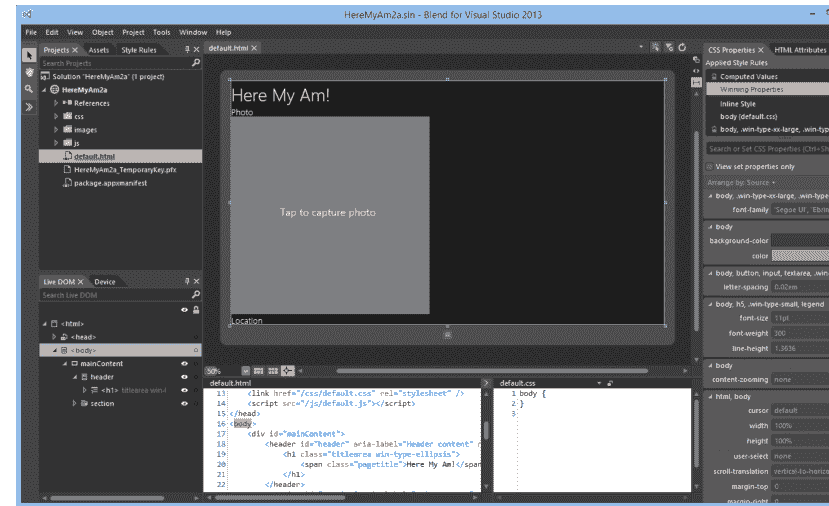 HereMyAm2a.sln - Blend for Visual Studio 2013
File Edit View Object Project Tools Window Help
Projects Assets Style Rules
Search Projects
Solution 'HereMyAm2a' (1 project)
HereMyAm2a
References
css
images
js
default.html
HereMyAm2a_TemporaryKey.pfx
package.appxmanifest
Live DOM Device
Search Live DOM
<html>
<head>
<body>
mainContent
header
<h1> titlearea win-t
section
default.html
Here My Am!
Photo
Tap to capture photo
Location
50%
default.html
13 <link href="/css/default.css" rel="stylesheet" />
14 <script src="/js/default.js"></script>
15 </head>
16 <body>
17 <div id="mainContent">
18 <header id="header" aria-label="Header content" r
19 <h1 class="titlearea win-type-ellipsis">
20 <span class="pagetitle">Here My Am!</span
21 </h1>
22 </header>
default.css
1 body {
2 }
3
CSS Properties HTML Attributes
Applied Style Rules
Computed Values
Winning Properties
Inline Style
body (default.css)
body, .win-type-xx-large, .win-typ
Search or Set CSS Properties (Ctrl+Sh
View set properties only
Arrange by: Source
body, .win-type-xx-large, .win-type
font-family 'Segoe UI', 'Ebrim
body
background-color
color
body, button, input, textarea, .win
letter-spacing 0.02em
body, h5, .win-type-small, legend
font-size 11pt
font-weight 300
line-height 1.3636
body
content-zooming none
html, body
cursor default
width 100%
height 100%
user-select none
scroll-translation vertical-to-horizo
margin-top 0
margin-right 0